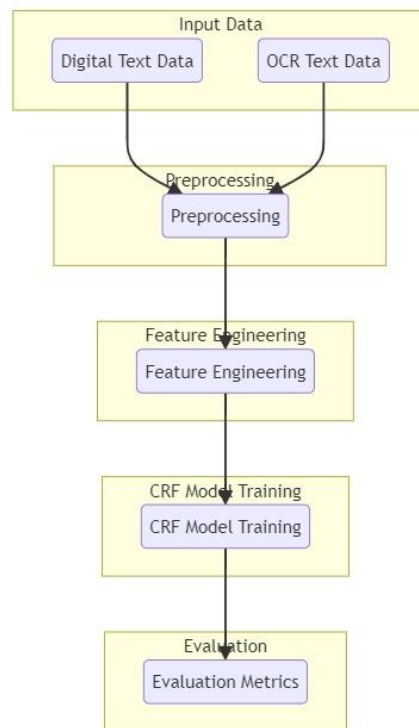 Input Data
Digital Text Data
OCR Text Data
Preprocessing
Preprocessing
Feature Engineering
Feature Engineering
CRF Model Training
CRF Model Training
Evaluation
Evaluation Metrics